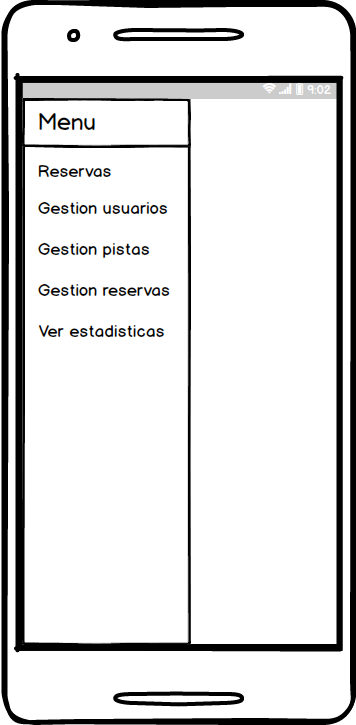 9:02
Menu
Reservas
Gestion usuarios
Gestion pistas
Gestion reservas
Ver estadisticas